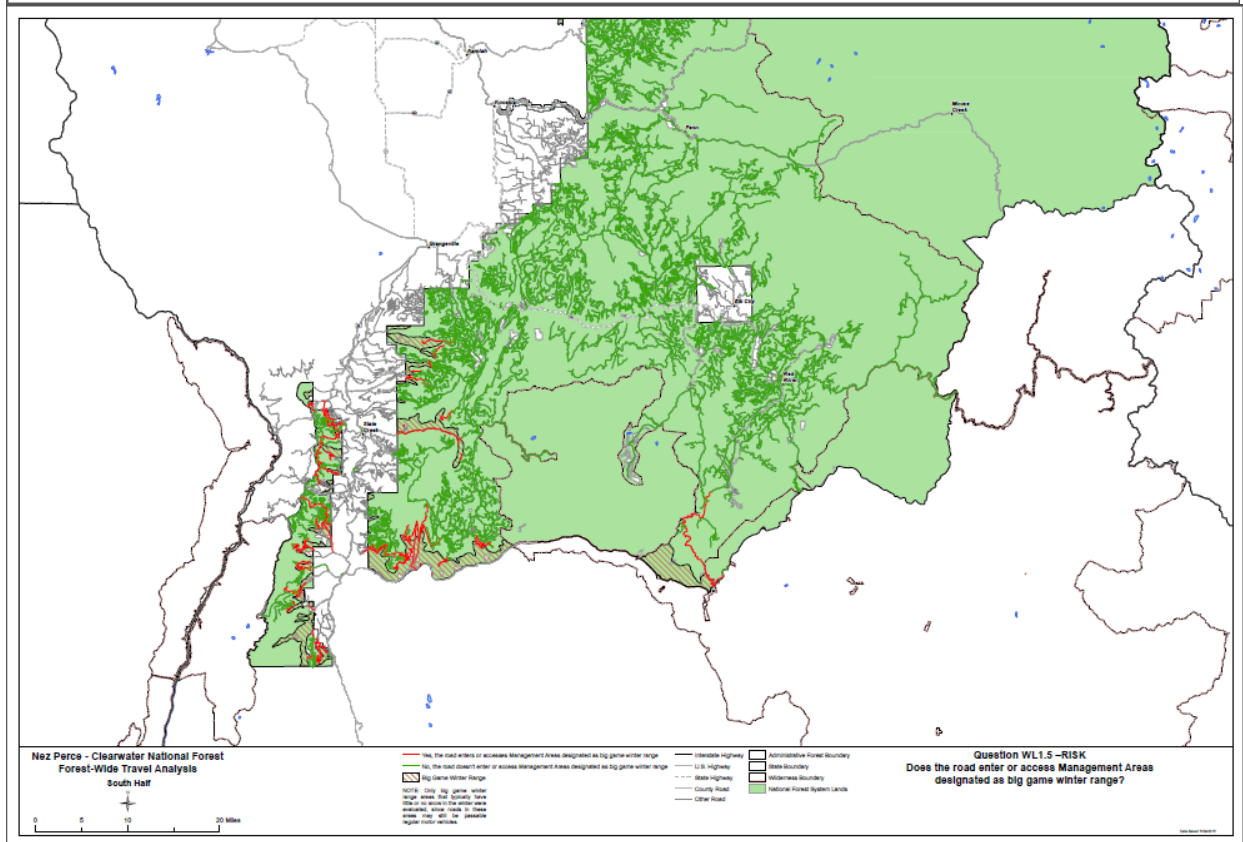 Kamiah
Kooskia
Moose
Creek
Fenn
Grangeville
Elk City
Red
River
Slate
Creek
Nez Perce - Clearwater National Forest
Forest-Wide Travel Analysis
South Half
0 5 10 20 Miles
Yes, the road enters or accesses Management Areas designated as big game winter range
No, the road doesn't enter or access Management Areas designated as big game winter range
Big Game Winter Range
NOTE: Only big game winter
range areas that typically have
little or no snow in the winter were
evaluated, since roads in these
areas may still be passable
regular motor vehicles.
Interstate Highway
U.S. Highway
State Highway
County Road
Other Road
Administrative Forest Boundary
State Boundary
Wilderness Boundary
National Forest System Lands
Question WL1.5 –RISK
Does the road enter or access Management Areas
designated as big game winter range?